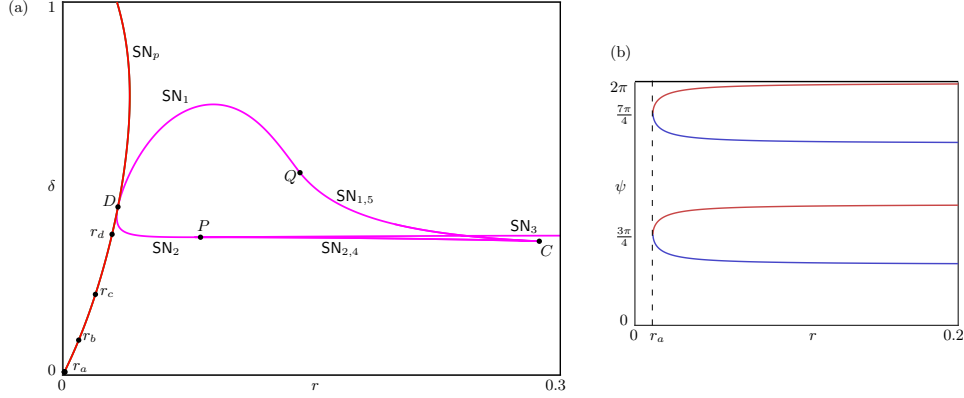 (a)
1
SN_p
SN_1
δ
D
Q
SN_{1,5}
P
SN_3
r_d
SN_2
SN_{2,4}
C
r_c
r_b
r_a
0
0
r
0.3
(b)
2π
7π/4
ψ
3π/4
0
0
r_a
r
0.2